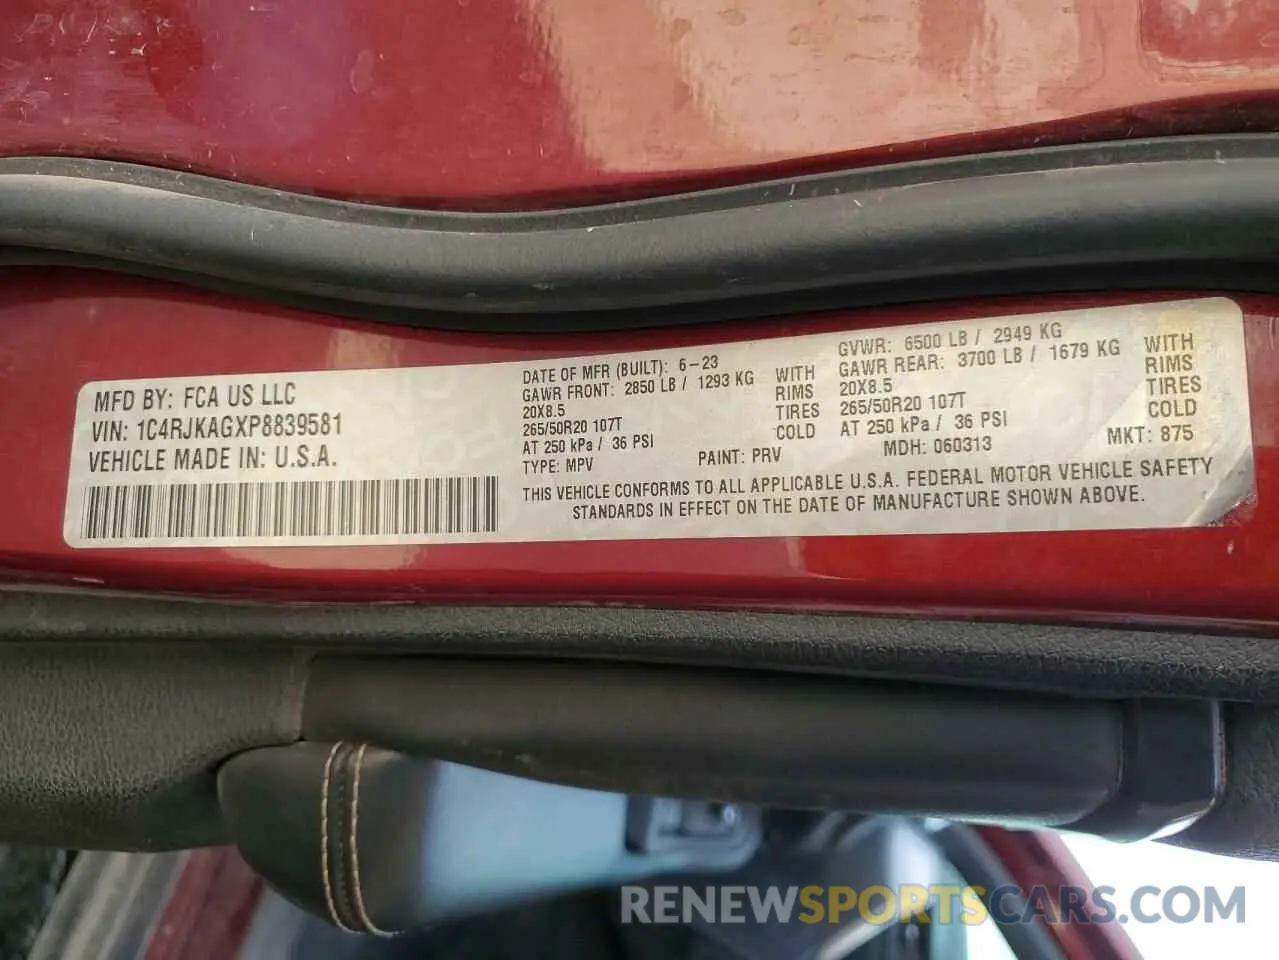 MFD BY: FCA US LLC
VIN: 1C4RJKAGXP8839581
VEHICLE MADE IN: U.S.A.
DATE OF MFR (BUILT): 6-23
GAWR FRONT: 2850 LB / 1293 KG WITH
20X8.5 RIMS
265/50R20 107T TIRES
AT 250 kPa / 36 PSI COLD
TYPE: MPV PAINT: PRV
GVWR: 6500 LB / 2949 KG
GAWR REAR: 3700 LB / 1679 KG WITH
20X8.5 RIMS
265/50R20 107T TIRES
AT 250 kPa / 36 PSI COLD
MDH: 060313 MKT: 875
THIS VEHICLE CONFORMS TO ALL APPLICABLE U.S.A. FEDERAL MOTOR VEHICLE SAFETY
STANDARDS IN EFFECT ON THE DATE OF MANUFACTURE SHOWN ABOVE.
RENEWSPORTSCARS.COM